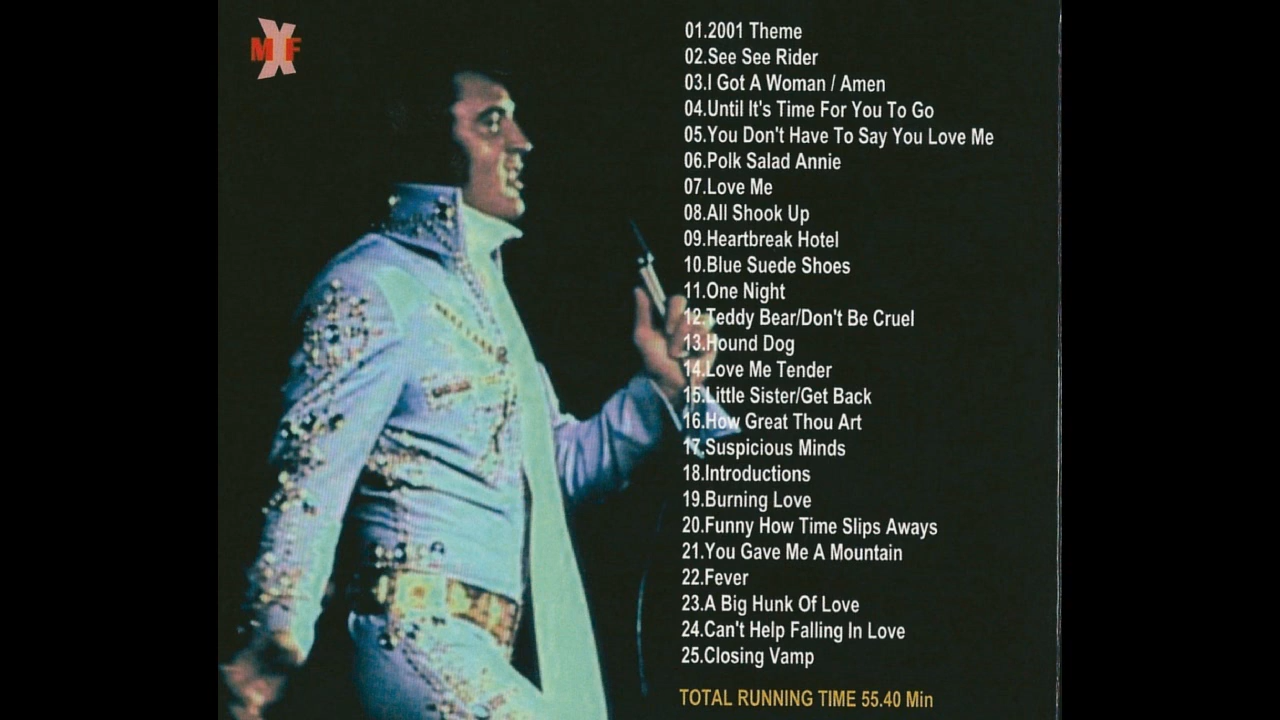 MXF
01.2001 Theme
02.See See Rider
03.I Got A Woman / Amen
04.Until It's Time For You To Go
05.You Don't Have To Say You Love Me
06.Polk Salad Annie
07.Love Me
08.All Shook Up
09.Heartbreak Hotel
10.Blue Suede Shoes
11.One Night
12.Teddy Bear/Don't Be Cruel
13.Hound Dog
14.Love Me Tender
15.Little Sister/Get Back
16.How Great Thou Art
17.Suspicious Minds
18.Introductions
19.Burning Love
20.Funny How Time Slips Aways
21.You Gave Me A Mountain
22.Fever
23.A Big Hunk Of Love
24.Can't Help Falling In Love
25.Closing Vamp
TOTAL RUNNING TIME 55.40 Min